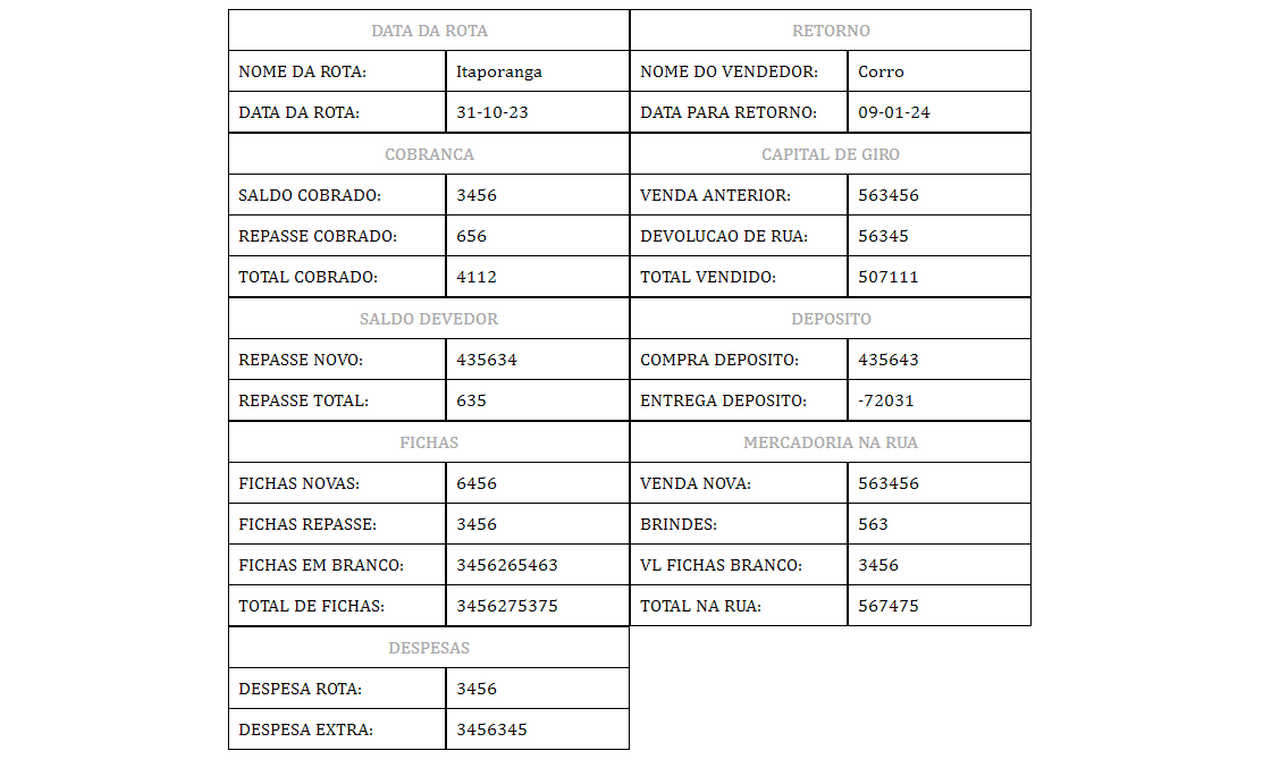 DATA DA ROTA RETORNO
NOME DA ROTA: Itaporanga NOME DO VENDEDOR: Corro
DATA DA ROTA: 31-10-23 DATA PARA RETORNO: 09-01-24
COBRANCA CAPITAL DE GIRO
SALDO COBRADO: 3456 VENDA ANTERIOR: 563456
REPASSE COBRADO: 656 DEVOLUCAO DE RUA: 56345
TOTAL COBRADO: 4112 TOTAL VENDIDO: 507111
SALDO DEVEDOR DEPOSITO
REPASSE NOVO: 435634 COMPRA DEPOSITO: 435643
REPASSE TOTAL: 635 ENTREGA DEPOSITO: -72031
FICHAS MERCADORIA NA RUA
FICHAS NOVAS: 6456 VENDA NOVA: 563456
FICHAS REPASSE: 3456 BRINDES: 563
FICHAS EM BRANCO: 3456265463 VL FICHAS BRANCO: 3456
TOTAL DE FICHAS: 3456275375 TOTAL NA RUA: 567475
DESPESAS
DESPESA ROTA: 3456
DESPESA EXTRA: 3456345